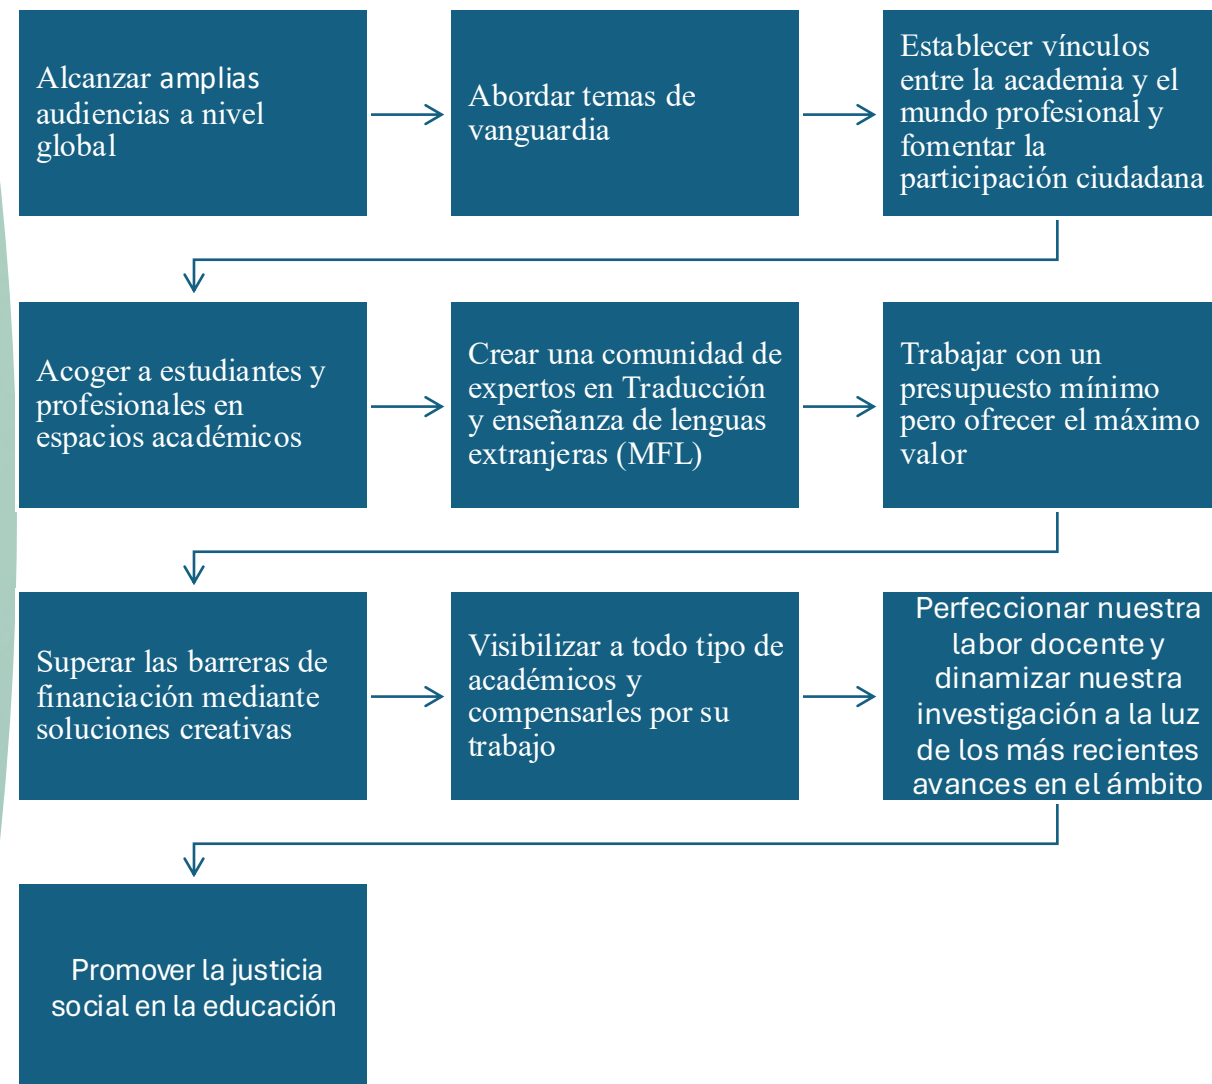 Alcanzar amplias
audiencias a nivel
global
Abordar temas de
vanguardia
Establecer vínculos
entre la academia y el
mundo profesional y
fomentar la
participación ciudadana
Acoger a estudiantes y
profesionales en
espacios académicos
Crear una comunidad de
expertos en Traducción
y enseñanza de lenguas
extranjeras (MFL)
Trabajar con un
presupuesto mínimo
pero ofrecer el máximo
valor
Superar las barreras de
financiación mediante
soluciones creativas
Visibilizar a todo tipo de
académicos y
compensarles por su
trabajo
Perfeccionar nuestra
labor docente y
dinamizar nuestra
investigación a la luz
de los más recientes
avances en el ámbito
Promover la justicia
social en la educación